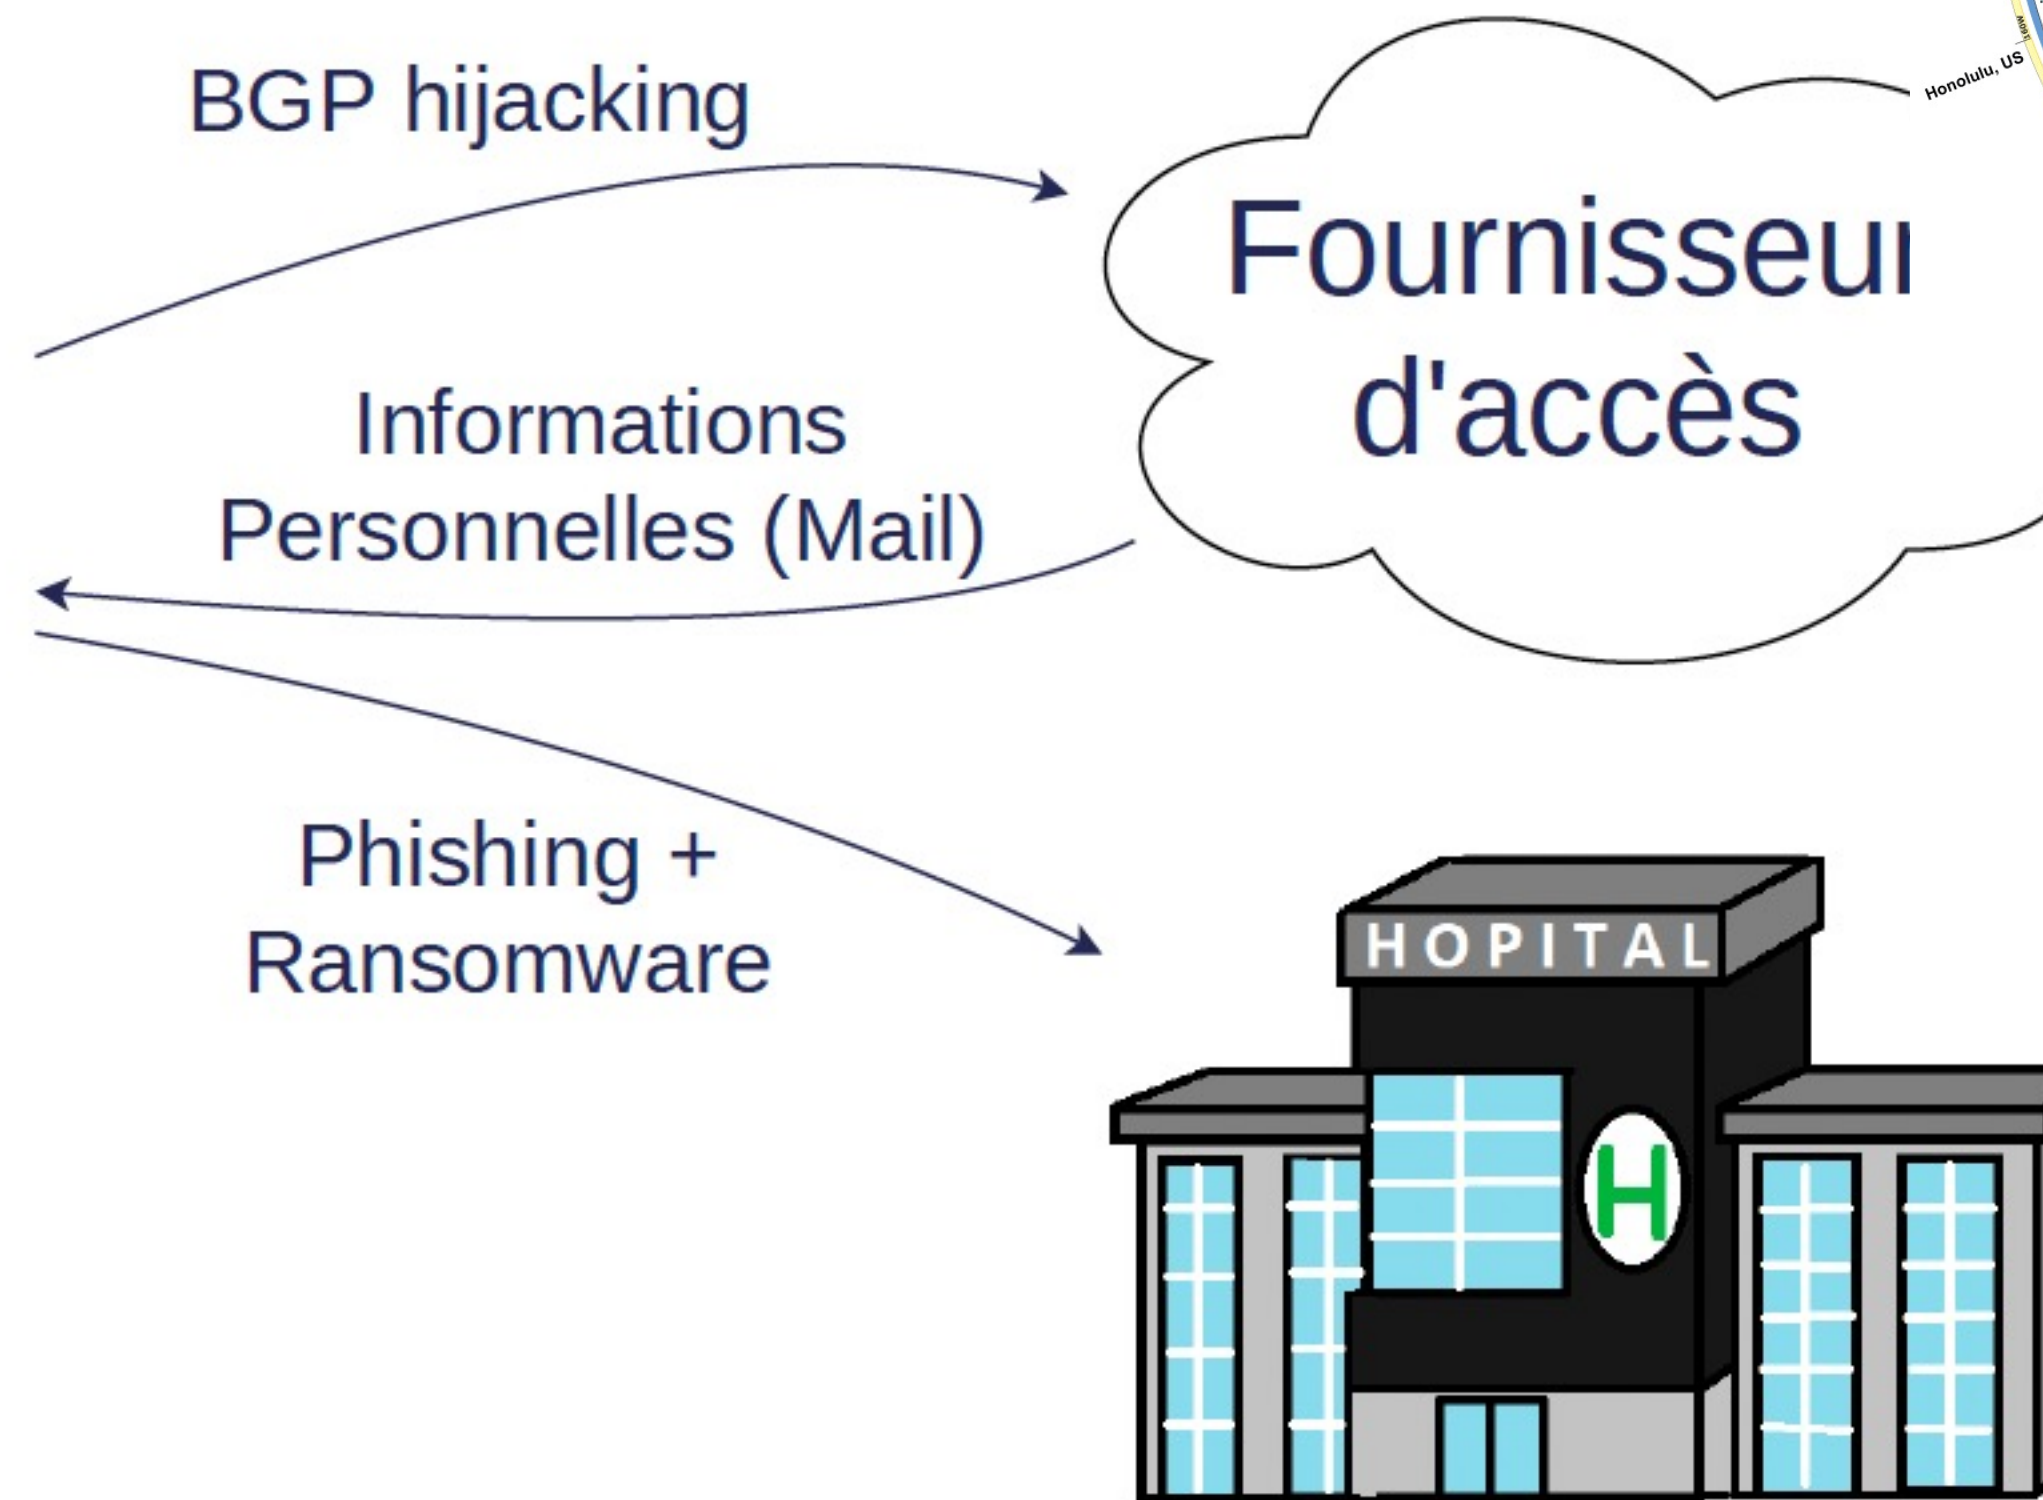 BGP hijacking
Honolulu, US
Fournisseur
d'accès
Informations
Personnelles (Mail)
Phishing +
Ransomware
HOPITAL
H